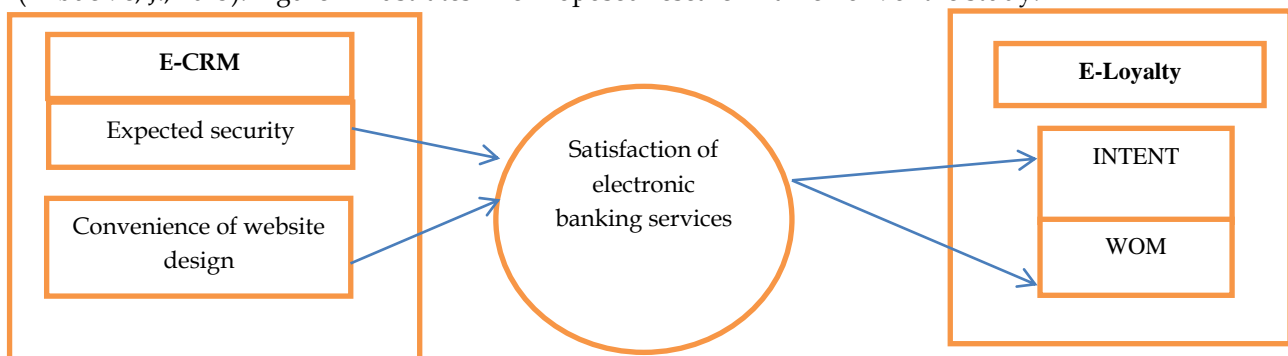 E-CRM
Expected security
Convenience of website
design
Satisfaction of
electronic
banking services
E-Loyalty
INTENT
WOM